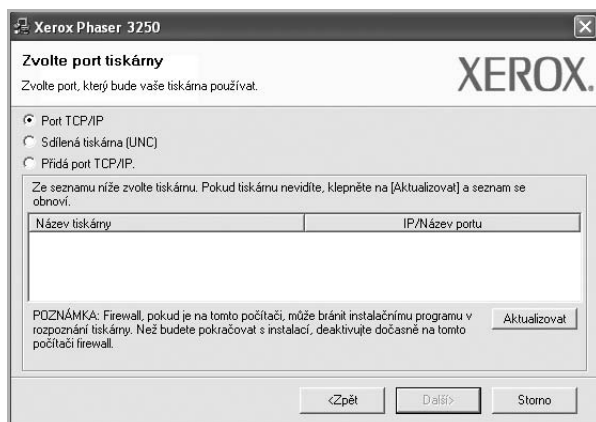 Xerox Phaser 3250
Zvolte port tiskárny
Zvolte port, který bude vaše tiskárna používat.
XEROX.
Port TCP/IP
Sdílená tiskárna (UNC)
Přidá port TCP/IP.
Ze seznamu níže zvolte tiskárnu. Pokud tiskárnu nevidíte, klepněte na [Aktualizovat] a seznam se
obnoví.
Název tiskárny
IP/Název portu
POZNÁMKA: Firewall, pokud je na tomto počítači, může bránit instalačnímu programu v
rozpoznání tiskárny. Než budete pokračovat s instalací, deaktivujte dočasně na tomto
počítači firewall.
Aktualizovat
<Zpět
Další>
Storno